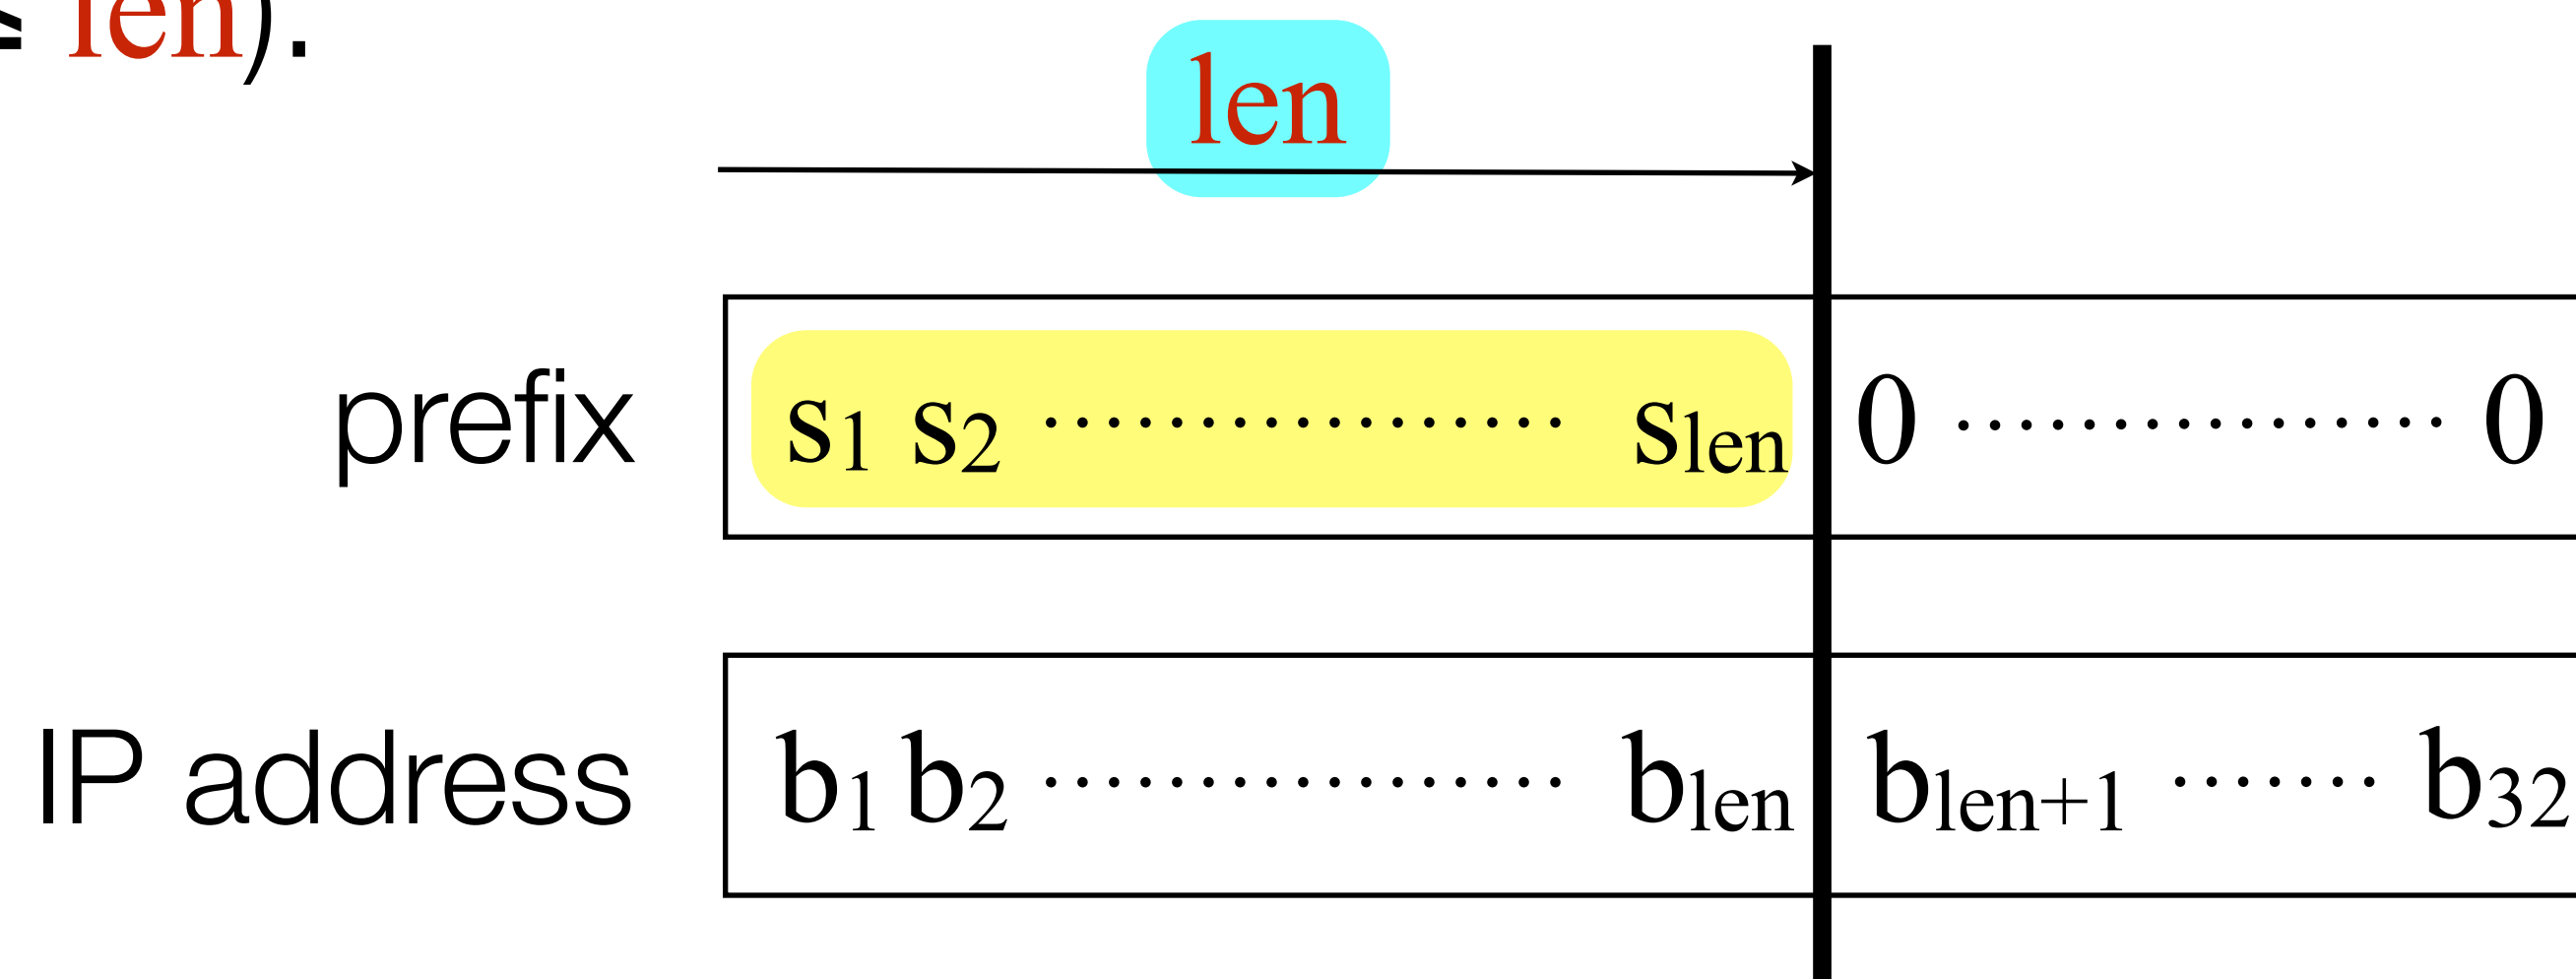 len).
len
prefix s1 s2 ................. slen 0 ................ 0
IP address b1 b2 ................. blen blen+1 ....... b32